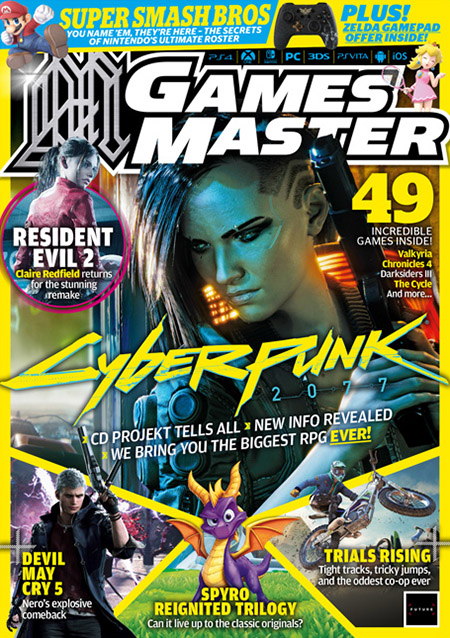 SUPER SMASH BROS
YOU NAME 'EM, THEY'RE HERE – THE SECRETS
OF NINTENDO'S ULTIMATE ROSTER
PLUS!
ZELDA GAMEPAD
OFFER INSIDE!
PS4 PC 3DS PSVITA iOS
GAMES
MASTER
RESIDENT
EVIL 2
Claire Redfield returns
for the stunning
remake
49
INCREDIBLE
GAMES INSIDE!
Valkyria
Chronicles 4
Darksiders III
The Cycle
And more...
CYBERPUNK
2077
CD PROJEKT TELLS ALL NEW INFO REVEALED
WE BRING YOU THE BIGGEST RPG EVER!
DEVIL
MAY
CRY 5
Nero's explosive
comeback
SPYRO
REIGNITED TRILOGY
Can it live up to the classic originals?
TRIALS RISING
Tight tracks, tricky jumps,
and the oddest co-op ever
FUTURE